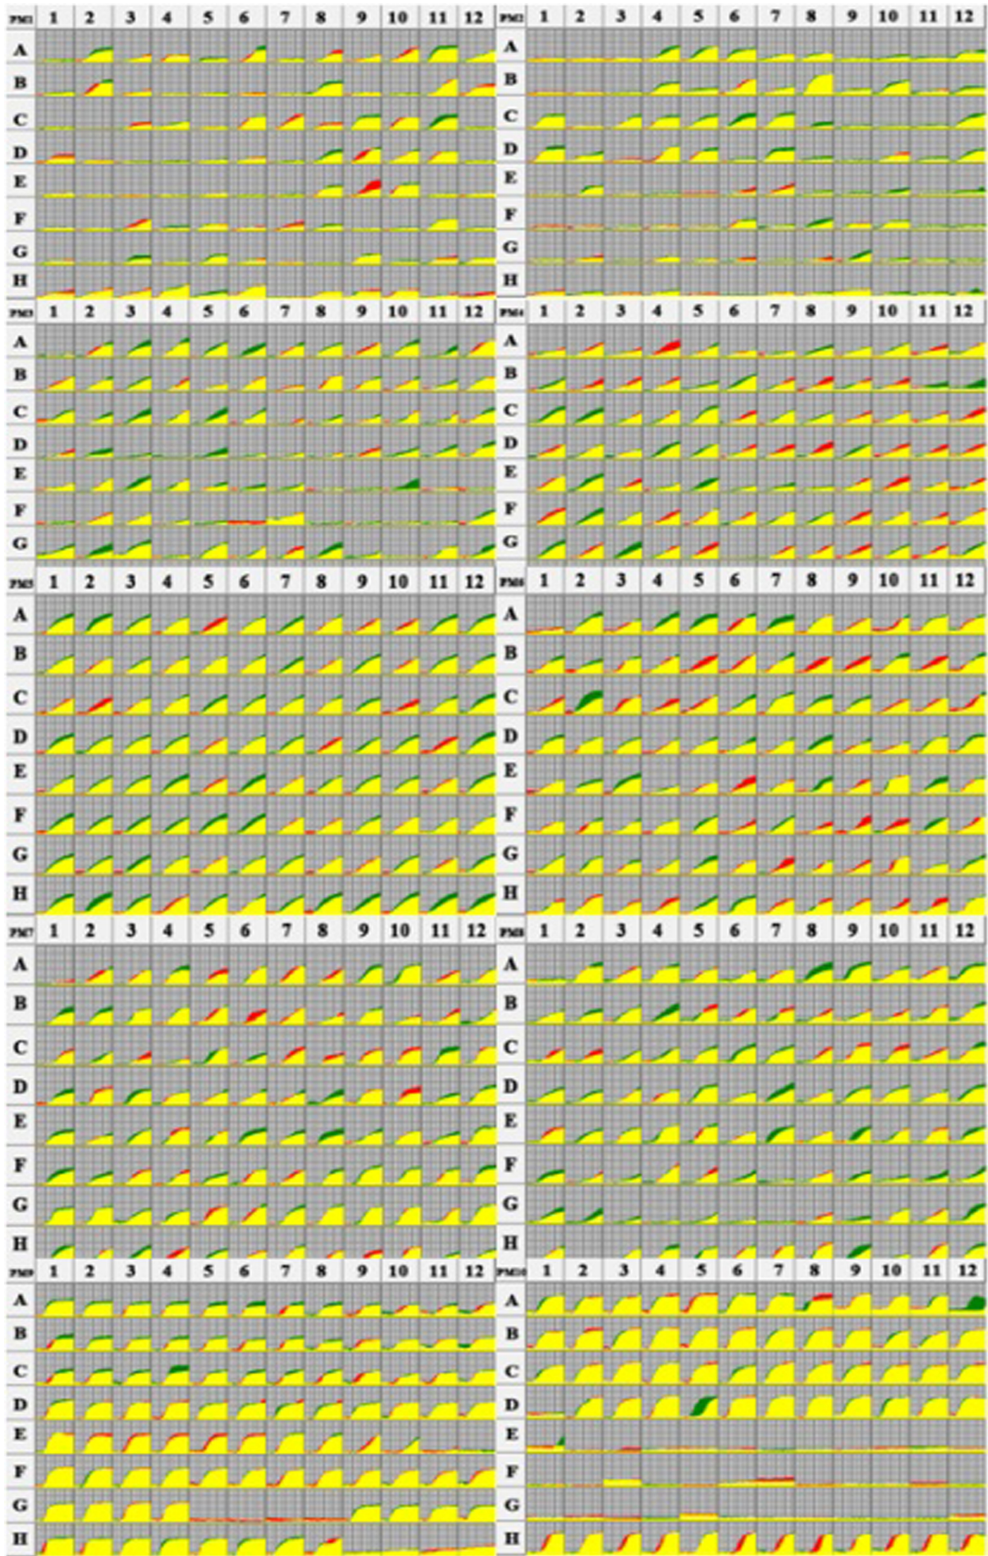 PM1 1 2 3 4 5 6 7 8 9 10 11 12 PM2 1 2 3 4 5 6 7 8 9 10 11 12
A A
B B
C C
D D
E E
F F
G G
H H
PM3 1 2 3 4 5 6 7 8 9 10 11 12 PM4 1 2 3 4 5 6 7 8 9 10 11 12
A A
B B
C C
D D
E E
F F
G G
PM5 1 2 3 4 5 6 7 8 9 10 11 12 PM6 1 2 3 4 5 6 7 8 9 10 11 12
A A
B B
C C
D D
E E
F F
G G
H H
PM7 1 2 3 4 5 6 7 8 9 10 11 12 PM8 1 2 3 4 5 6 7 8 9 10 11 12
A A
B B
C C
D D
E E
F F
G G
H H
PM9 1 2 3 4 5 6 7 8 9 10 11 12 PM10 1 2 3 4 5 6 7 8 9 10 11 12
A A
B B
C C
D D
E E
F F
G G
H H